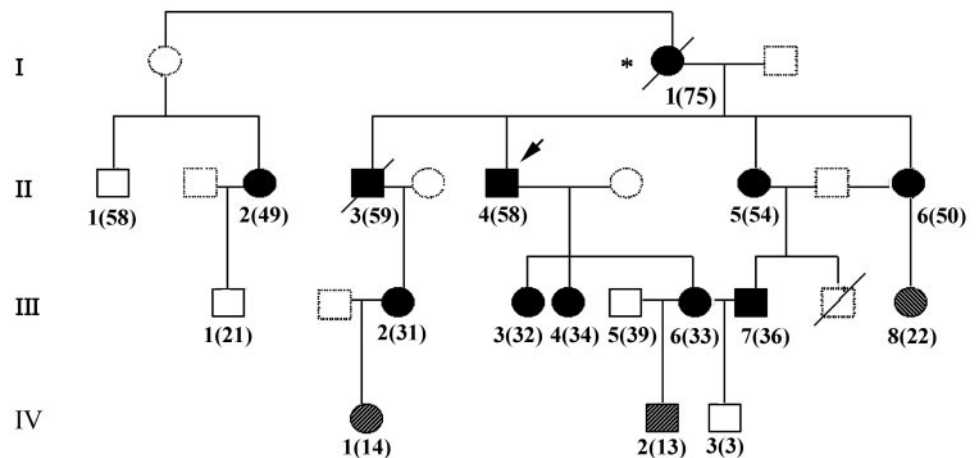 I
*
1(75)
II
1(58) 2(49) 3(59) 4(58) 5(54) 6(50)
III
1(21) 2(31) 3(32) 4(34) 5(39) 6(33) 7(36) 8(22)
IV
1(14) 2(13) 3(3)